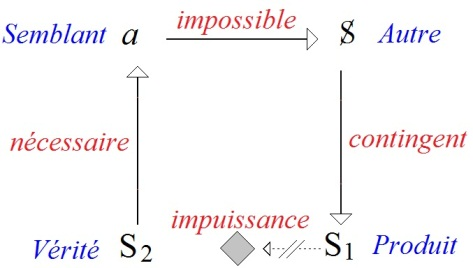 impossible
Semblant a $ Autre
nécessaire contingent
impuissance
Vérité S2 S1 Produit